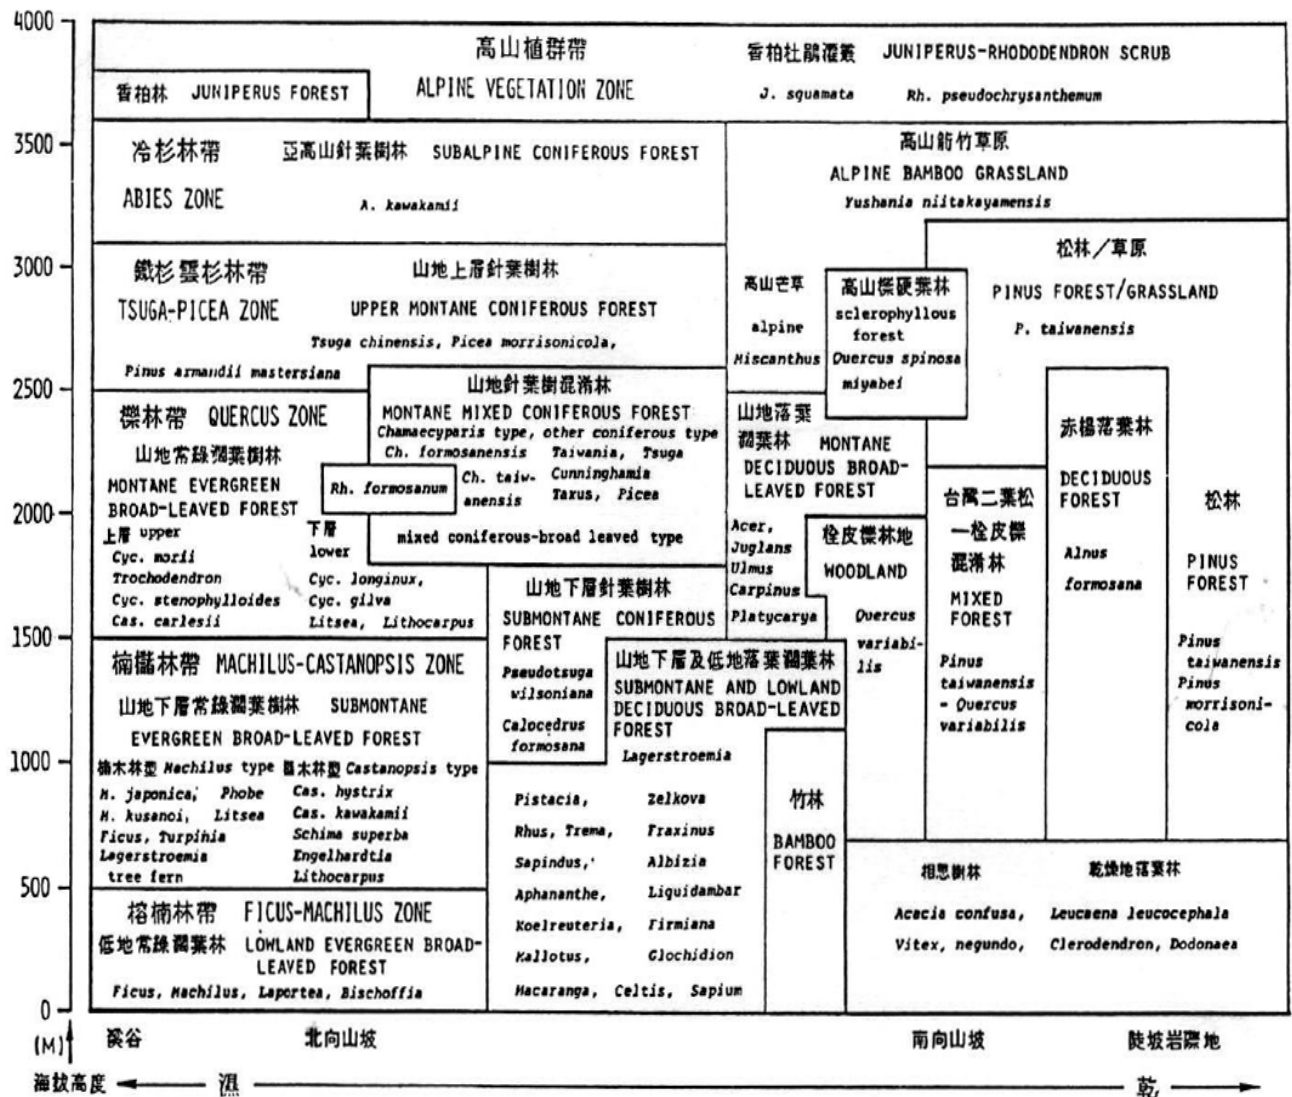 4000
3500
3000
2500
2000
1500
1000
500
0
(M)
海拔高度
高山植群帶
ALPINE VEGETATION ZONE
香柏杜鵑灌叢 JUNIPERUS-RHODODENDRON SCRUB
J. squamata Rh. pseudochrysanthemum
香柏林 JUNIPERUS FOREST
冷杉林帶 亞高山針葉樹林 SUBALPINE CONIFEROUS FOREST
ABIES ZONE A. kawakamii
高山箭竹草原
ALPINE BAMBOO GRASSLAND
Yushania niitakayamensis
鐵杉雲杉林帶 山地上層針葉樹林
TSUGA-PICEA ZONE UPPER MONTANE CONIFEROUS FOREST
Tsuga chinensis, Picea morrisonicola,
Pinus armandii mastersiana
高山芒草
alpine
Miscanthus
高山櫟硬葉林
sclerophyllous
forest
Quercus spinosa
miyabei
松林/草原
PINUS FOREST/GRASSLAND
P. taiwanensis
櫟林帶 QUERCUS ZONE
山地常綠濶葉樹林
MONTANE EVERGREEN
BROAD-LEAVED FOREST
上層 upper
Cyc. morii
Trochodendron
Cyc. stenophylloides
Cas. carlesii
下層
lower
Cyc. longinux,
Cyc. gilva
Litsea, Lithocarpus
Rh. formosanum
山地針葉樹混淆林
MONTANE MIXED CONIFEROUS FOREST
Chamaecyparis type, other coniferous type
Ch. formosanensis Taiwania, Tsuga
Ch. taiw- Cunninghamia
anensis Taxus, Picea
mixed coniferous-broad leaved type
山地落葉
濶葉林 MONTANE
DECIDUOUS BROAD-
LEAVED FOREST
Acer,
Juglans
Ulmus
Carpinus
Platycarya
栓皮櫟林地
WOODLAND
Quercus
variabi-
lis
台灣二葉松
一栓皮櫟
混淆林
MIXED
FOREST
Pinus
taiwanensis
- Quercus
variabilis
赤楊落葉林
DECIDUOUS
FOREST
Alnus
formosana
松林
PINUS
FOREST
Pinus
taiwanensis
Pinus
morrisoni-
cola
楠櫧林帶 MACHILUS-CASTANOPSIS ZONE
山地下層常綠濶葉樹林 SUBMONTANE
EVERGREEN BROAD-LEAVED FOREST
楠木林型 Machilus type
M. japonica, Phobe
M. kusanoi, Litsea
Ficus, Turpinia
Lagerstroemia
tree fern
木林型 Castanopsis type
Cas. hystrix
Cas. kawakamii
Schima superba
Engelhardtia
Lithocarpus
山地下層針葉樹林
SUBMONTANE CONIFEROUS
FOREST
Pseudotsuga
wilsoniana
Calocedrus
formosana
山地下層及低地落葉濶葉林
SUBMONTANE AND LOWLAND
DECIDUOUS BROAD-LEAVED
FOREST
Lagerstroemia
Pistacia, Zelkova
Rhus, Trema, Fraxinus
Sapindus, Albizia
Aphananthe, Liquidambar
Koelreuteria, Firmiana
Mallotus, Glochidion
Macaranga, Celtis, Sapium
竹林
BAMBOO
FOREST
相思樹林 乾燥地落葉林
Acacia confusa, Leucaena leucocephala
Vitex, negundo, Clerodendron, Dodonaea
榕楠林帶 FICUS-MACHILUS ZONE
低地常綠濶葉林 LOWLAND EVERGREEN BROAD-
LEAVED FOREST
Ficus, Machilus, Laportea, Bischoffia
溪谷 北向山坡 南向山坡 陡坡岩隙地
濕 乾